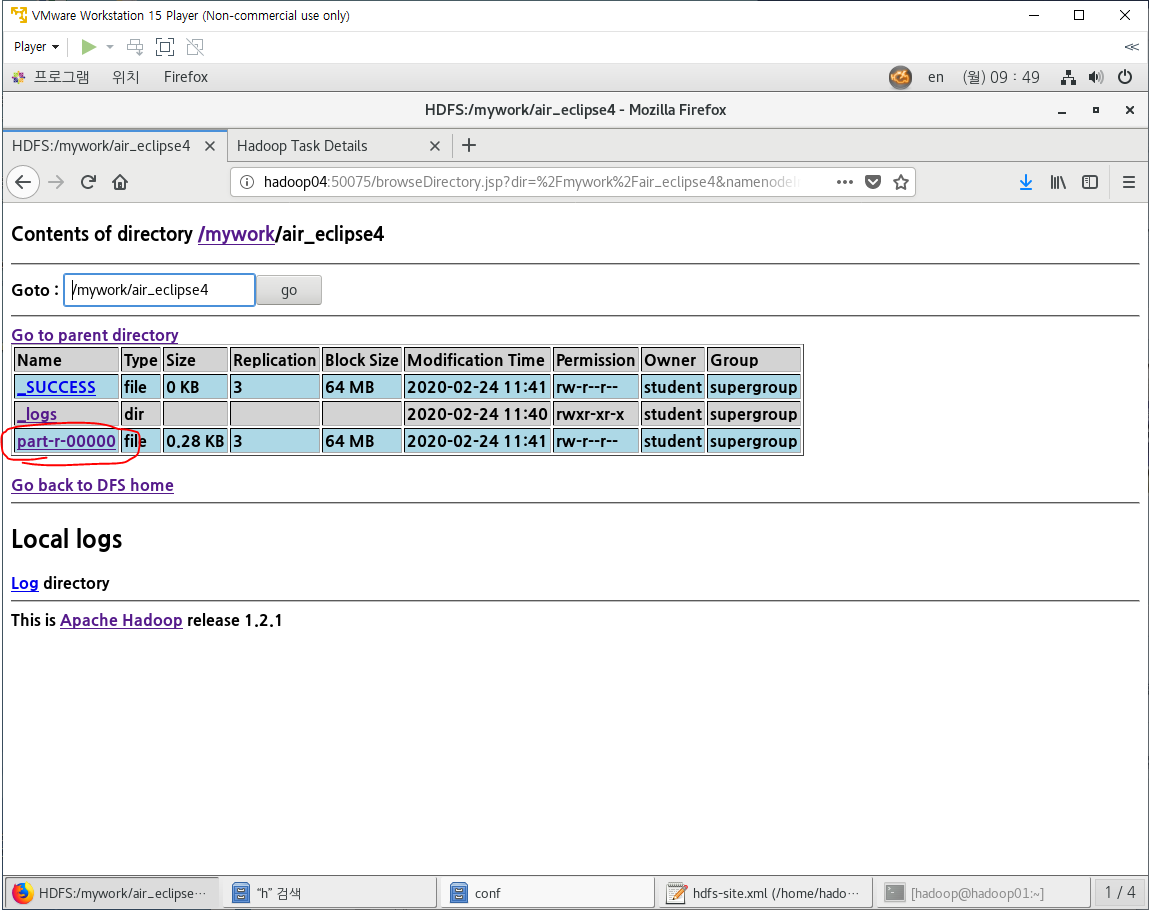 VMware Workstation 15 Player (Non-commercial use only)
Player
프로그램 위치 Firefox en (월) 09 : 49
HDFS:/mywork/air_eclipse4 - Mozilla Firefox
HDFS:/mywork/air_eclipse4 Hadoop Task Details
hadoop04:50075/browseDirectory.jsp?dir=%2Fmywork%2Fair_eclipse4&namenodeI
Contents of directory /mywork/air_eclipse4
Goto : /mywork/air_eclipse4 go
Go to parent directory
Name Type Size Replication Block Size Modification Time Permission Owner Group
_SUCCESS file 0 KB 3 64 MB 2020-02-24 11:41 rw-r--r-- student supergroup
_logs dir 2020-02-24 11:40 rwxr-xr-x student supergroup
part-r-00000 file 0.28 KB 3 64 MB 2020-02-24 11:41 rw-r--r-- student supergroup
Go back to DFS home
Local logs
Log directory
This is Apache Hadoop release 1.2.1
HDFS:/mywork/air_eclipse… “h” 검색 conf hdfs-site.xml (/home/hado… [hadoop@hadoop01:~] 1 / 4